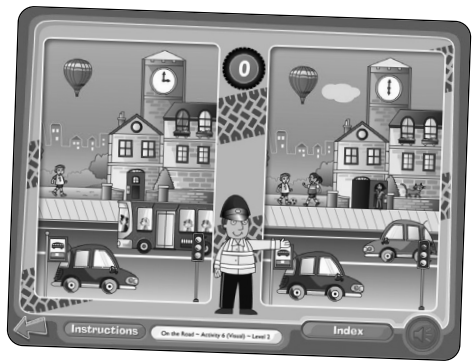 0
Instructions
On the Road ~ Activity 6 (Visual) ~ Level 2
Index